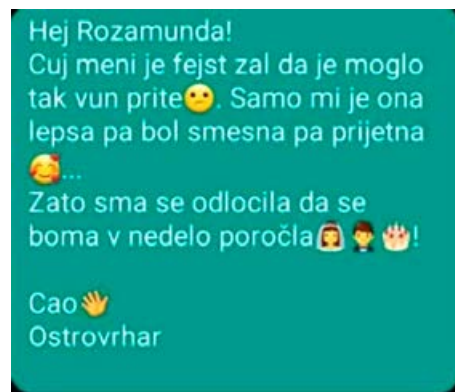 Hej Rozamunda!
Cuj meni je fejst zal da je moglo
tak vun prite😕. Samo mi je ona
lepsa pa bol smesna pa prijetna
🥰...
Zato sma se odlocila da se
boma v nedelo poročla👰🤵🎂!
Cao👋
Ostrovrhar